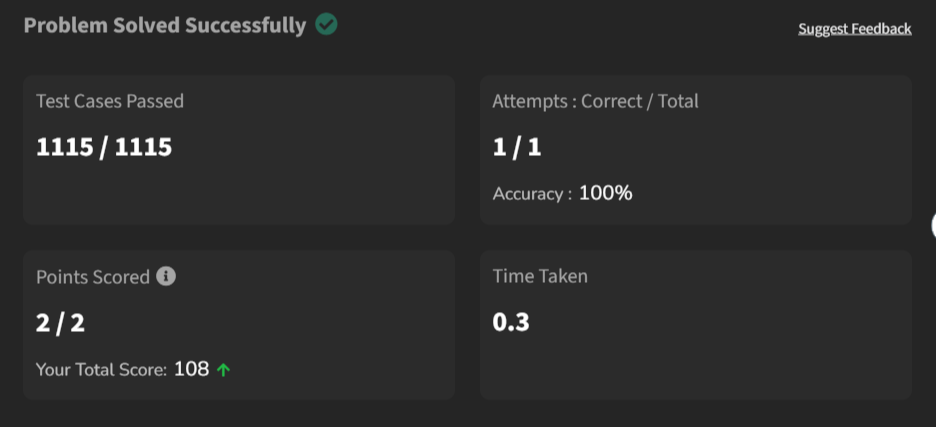 Problem Solved Successfully
Suggest Feedback
Test Cases Passed
1115 / 1115
Attempts : Correct / Total
1 / 1
Accuracy : 100%
Points Scored
2 / 2
Your Total Score: 108
Time Taken
0.3